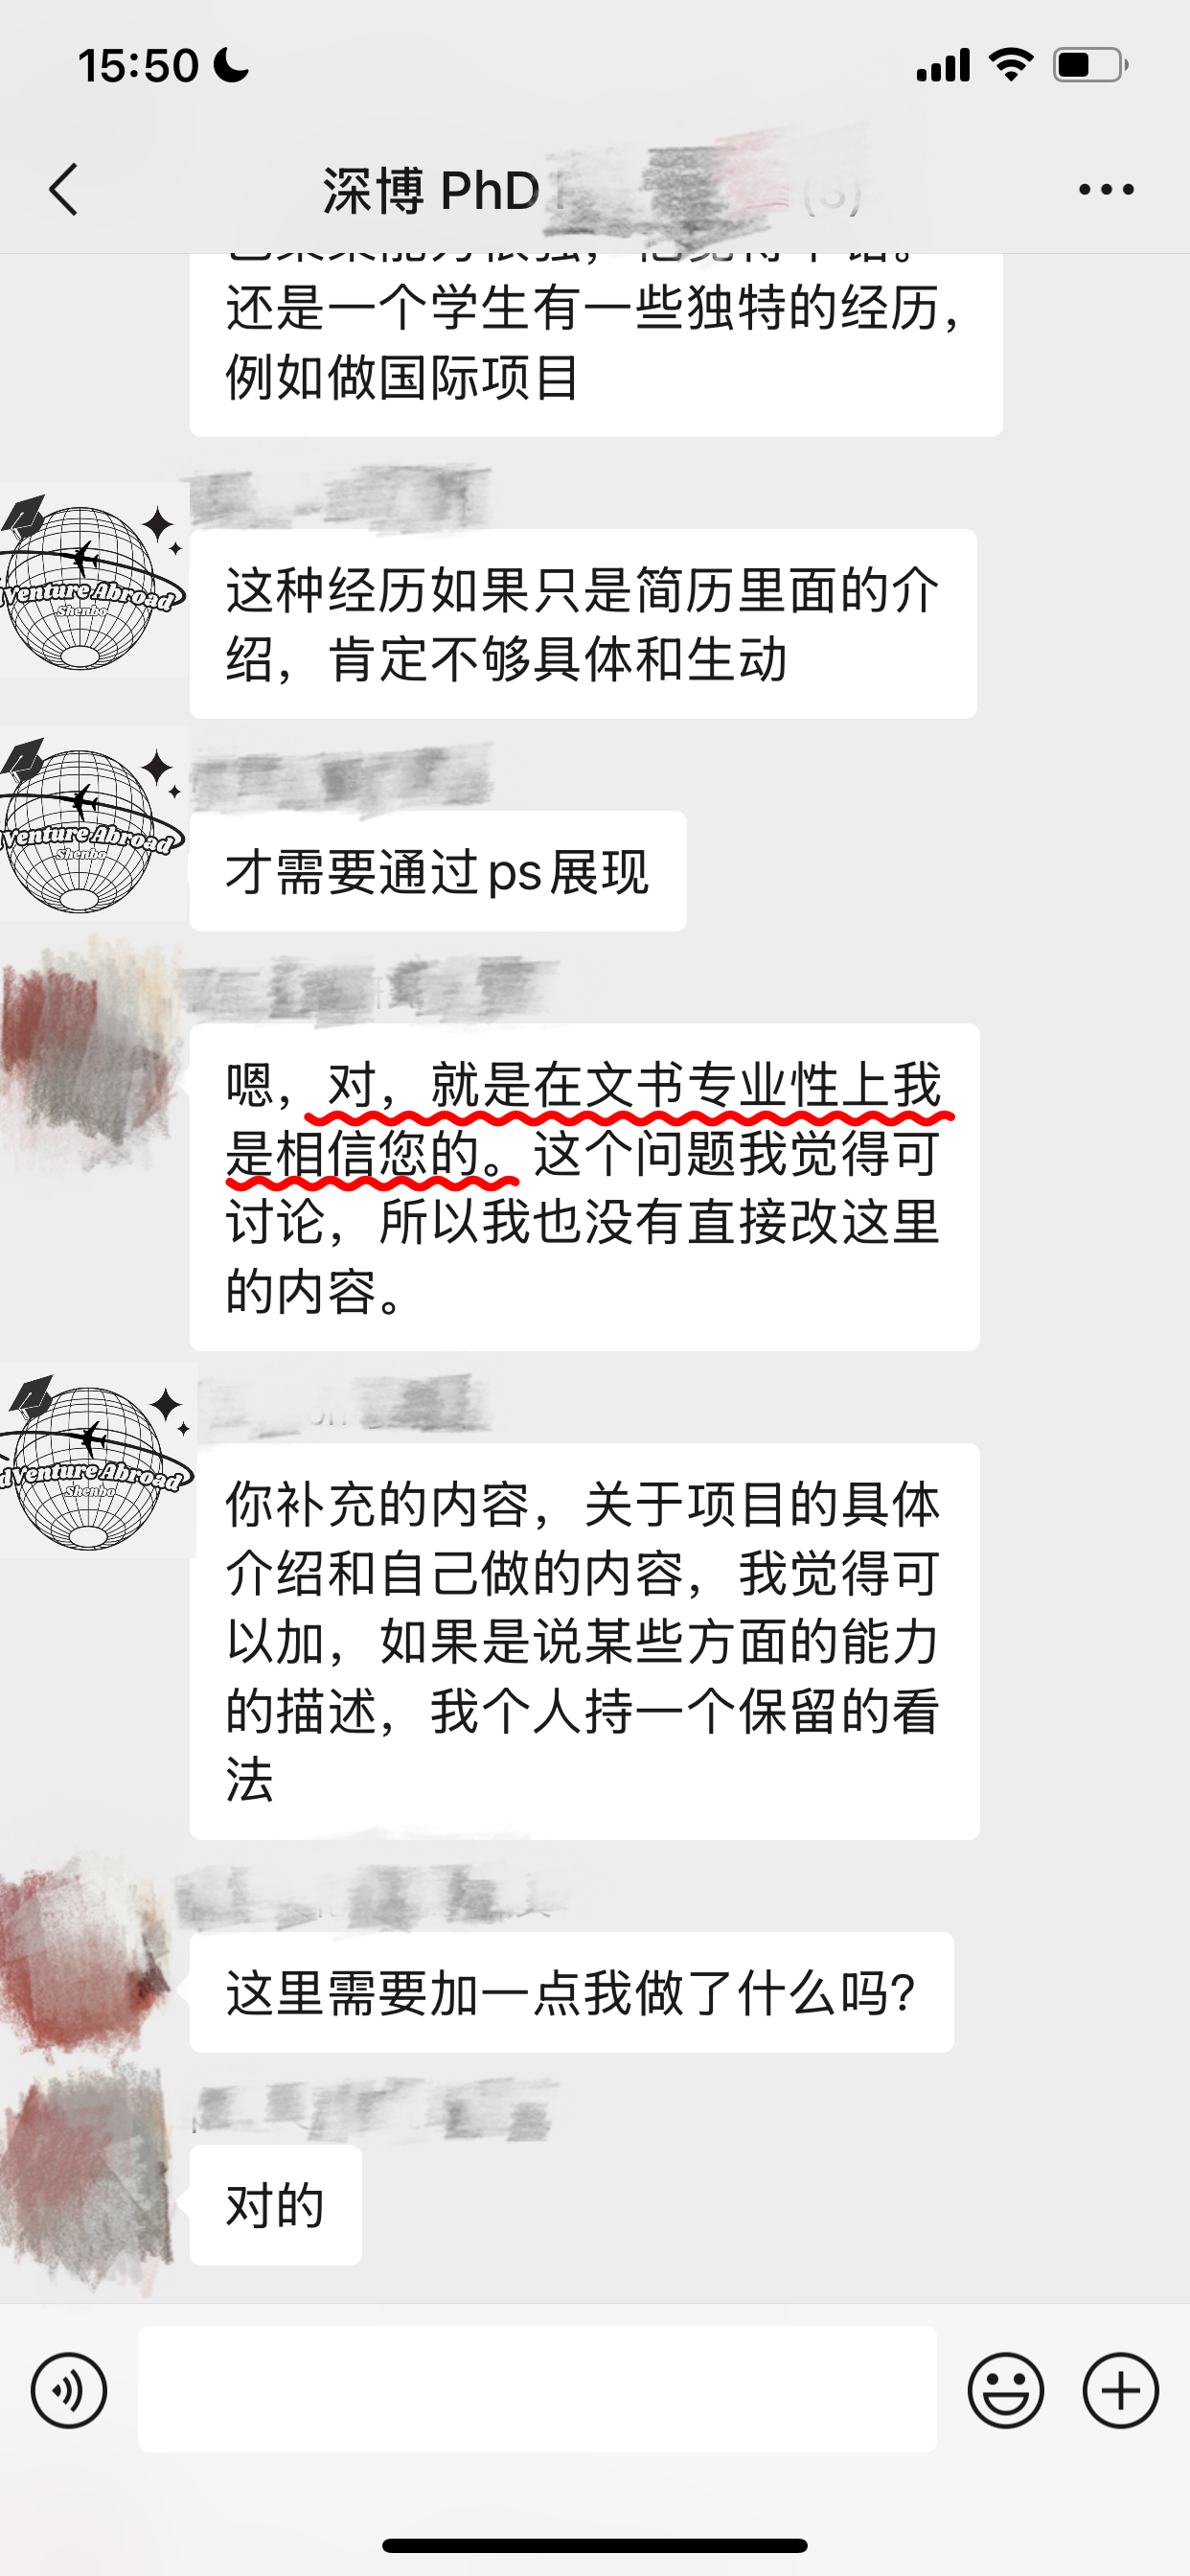 15:50
深博 PhD
还是一个学生有一些独特的经历，
例如做国际项目
Adventure Abroad
Shenbo
这种经历如果只是简历里面的介
绍，肯定不够具体和生动
Adventure Abroad
Shenbo
才需要通过ps展现
嗯，对，就是在文书专业性上我
是相信您的。这个问题我觉得可
讨论，所以我也没有直接改这里
的内容。
Adventure Abroad
Shenbo
你补充的内容，关于项目的具体
介绍和自己做的内容，我觉得可
以加，如果是说某些方面的能力
的描述，我个人持一个保留的看
法
这里需要加一点我做了什么吗？
对的